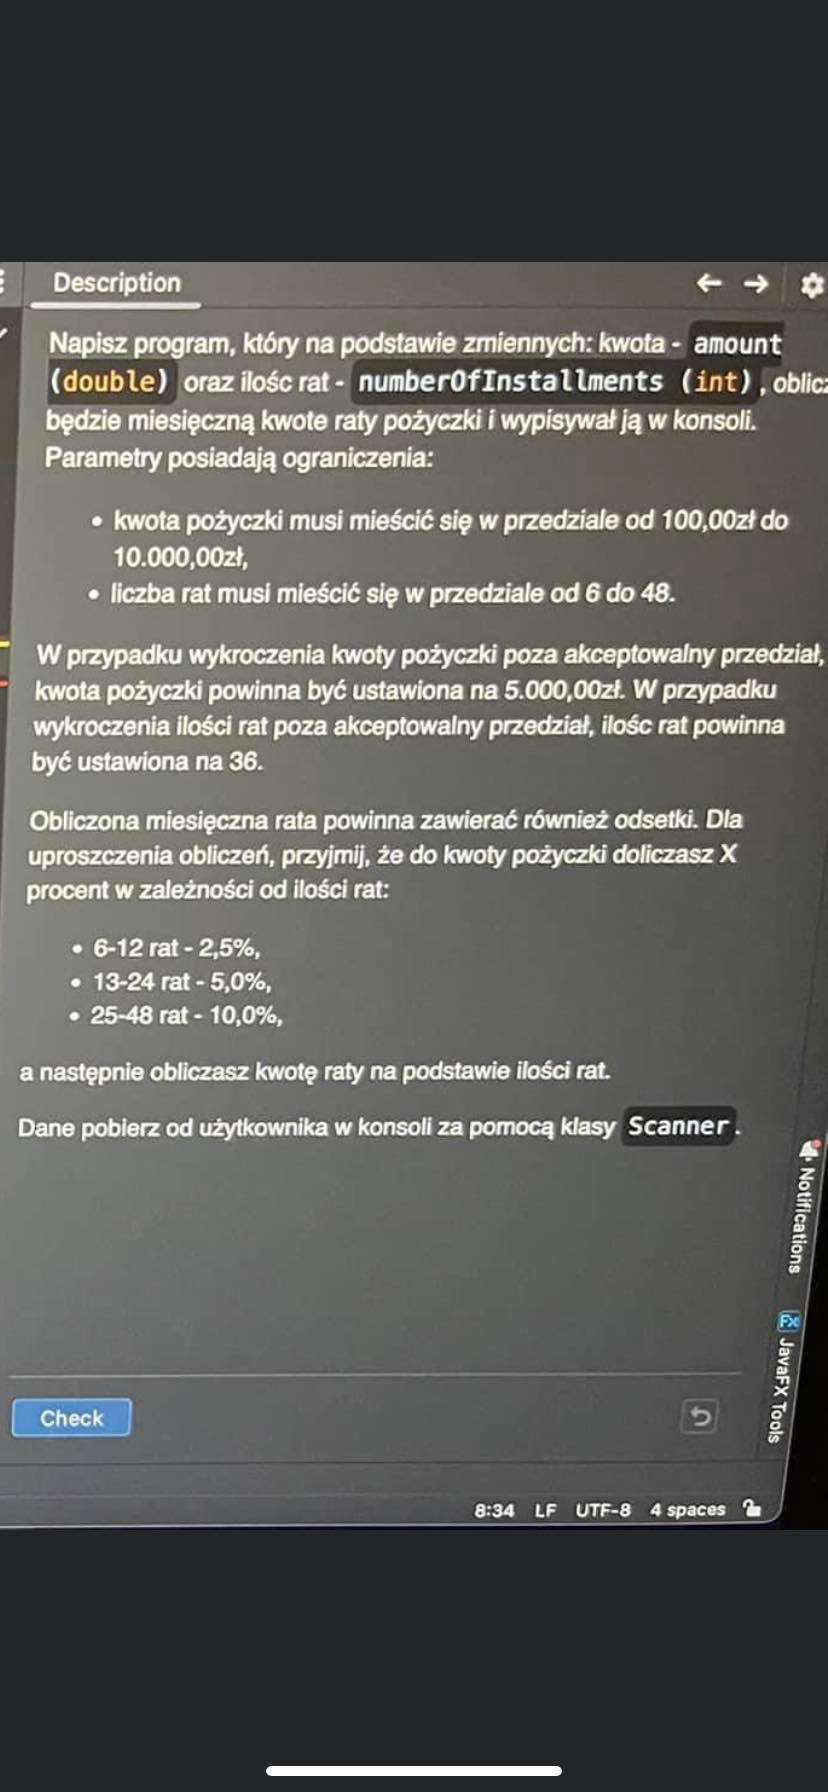 Description
Napisz program, który na podstawie zmiennych: kwota - amount
(double) oraz ilośc rat - numberOfInstallments (int), oblicz
będzie miesięczną kwote raty pożyczki i wypisywał ją w konsoli.
Parametry posiadają ograniczenia:
• kwota pożyczki musi mieścić się w przedziale od 100,00zł do
10.000,00zł,
• liczba rat musi mieścić się w przedziale od 6 do 48.
W przypadku wykroczenia kwoty pożyczki poza akceptowalny przedział,
kwota pożyczki powinna być ustawiona na 5.000,00zł. W przypadku
wykroczenia ilości rat poza akceptowalny przedział, ilośc rat powinna
być ustawiona na 36.
Obliczona miesięczna rata powinna zawierać również odsetki. Dla
uproszczenia obliczeń, przyjmij, że do kwoty pożyczki doliczasz X
procent w zależności od ilości rat:
• 6-12 rat - 2,5%,
• 13-24 rat - 5,0%,
• 25-48 rat - 10,0%,
a następnie obliczasz kwotę raty na podstawie ilości rat.
Dane pobierz od użytkownika w konsoli za pomocą klasy Scanner.
Notifications
Fx JavaFX Tools
Check
8:34 LF UTF-8 4 spaces